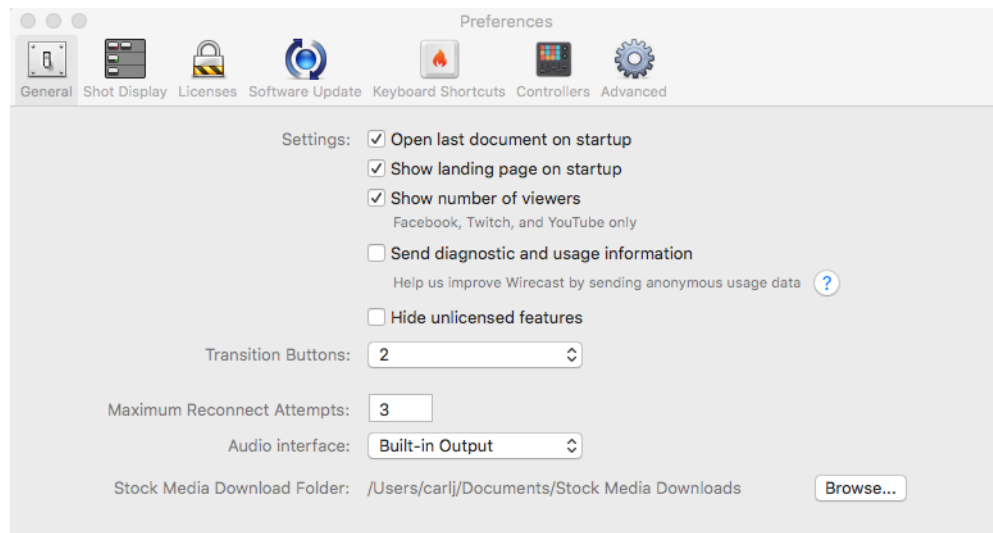 Preferences
General Shot Display Licenses Software Update Keyboard Shortcuts Controllers Advanced
Settings: Open last document on startup
Show landing page on startup
Show number of viewers
Facebook, Twitch, and YouTube only
Send diagnostic and usage information
Help us improve Wirecast by sending anonymous usage data ?
Hide unlicensed features
Transition Buttons: 2
Maximum Reconnect Attempts: 3
Audio interface: Built-in Output
Stock Media Download Folder: /Users/carlj/Documents/Stock Media Downloads Browse...